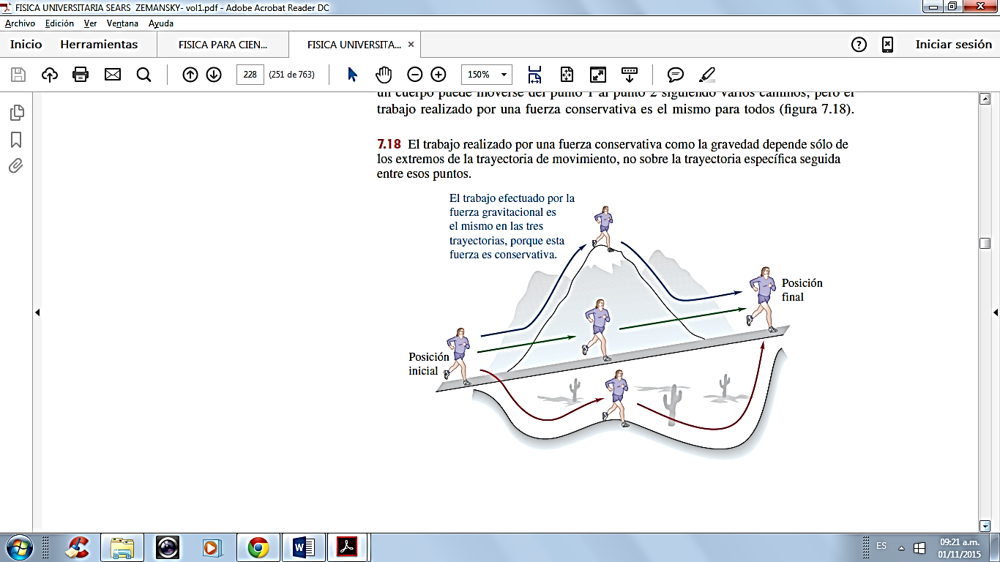 FISICA UNIVERSITARIA SEARS  ZEMANSKY- vol1.pdf - Adobe Acrobat Reader DC
Archivo Edición Ver Ventana Ayuda
Inicio Herramientas FISICA PARA CIEN... FISICA UNIVERSITA... × Iniciar sesión
228 (251 de 763) 150%
un cuerpo puede moverse del punto 1 al punto 2 siguiendo varios caminos, pero el
trabajo realizado por una fuerza conservativa es el mismo para todos (figura 7.18).
7.18 El trabajo realizado por una fuerza conservativa como la gravedad depende sólo de
los extremos de la trayectoria de movimiento, no sobre la trayectoria específica seguida
entre esos puntos.
El trabajo efectuado por la
fuerza gravitacional es
el mismo en las tres
trayectorias, porque esta
fuerza es conservativa.
Posición
final
Posición
inicial
ES
09:21 a.m.
01/11/2015